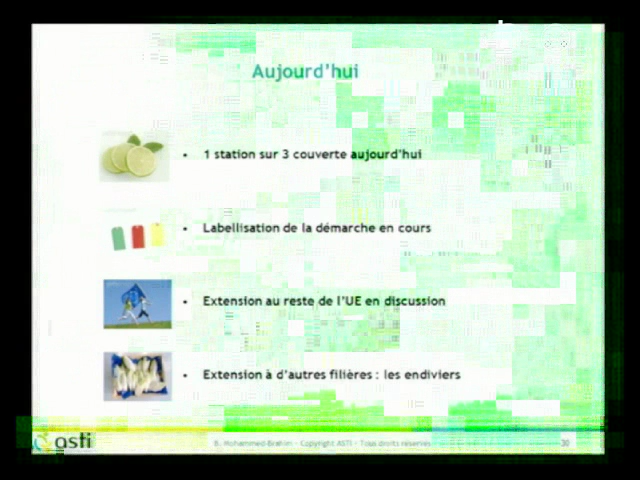 Aujourd'hui
• 1 station sur 3 couverte aujourd'hui
• Labellisation de la démarche en cours
• Extension au reste de l'UE en discussion
• Extension à d'autres filières : les endiviers
asti
B. Mohammed-Brahim - Copyright ASTI - Tous droits réservés
30